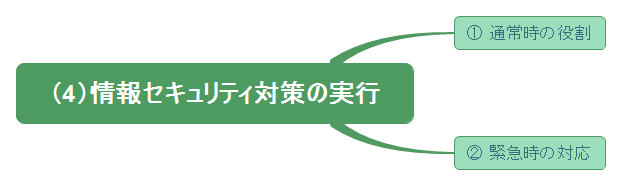 ① 通常時の役割
（4）情報セキュリティ対策の実行
② 緊急時の対応